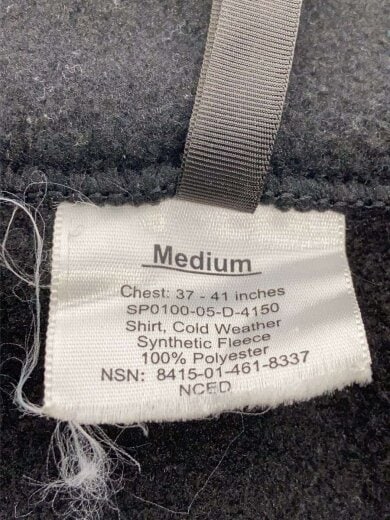 Medium
Chest: 37 - 41 inches
SP0100-05-D-4150
Shirt, Cold Weather
Synthetic Fleece
100% Polyester
NSN: 8415-01-461-8337
NCED